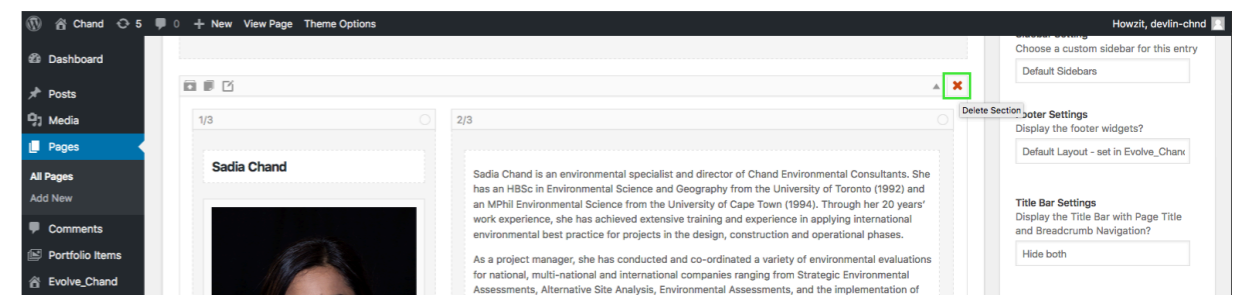 Chand 5 0 + New View Page Theme Options Howzit, devlin-chnd
Dashboard
Posts
Media
Pages
All Pages
Add New
Comments
Portfolio Items
Evolve_Chand
Delete Section
1/3
Sadia Chand
2/3
Sadia Chand is an environmental specialist and director of Chand Environmental Consultants. She
has an HBSc in Environmental Science and Geography from the University of Toronto (1992) and
an MPhil Environmental Science from the University of Cape Town (1994). Through her 20 years'
work experience, she has achieved extensive training and experience in applying international
environmental best practice for projects in the design, construction and operational phases.
As a project manager, she has conducted and co-ordinated a variety of environmental evaluations
for national, multi-national and international companies ranging from Strategic Environmental
Assessments, Alternative Site Analysis, Environmental Assessments, and the implementation of
Sidebar Setting
Choose a custom sidebar for this entry
Default Sidebars
Footer Settings
Display the footer widgets?
Default Layout - set in Evolve_Chand
Title Bar Settings
Display the Title Bar with Page Title
and Breadcrumb Navigation?
Hide both